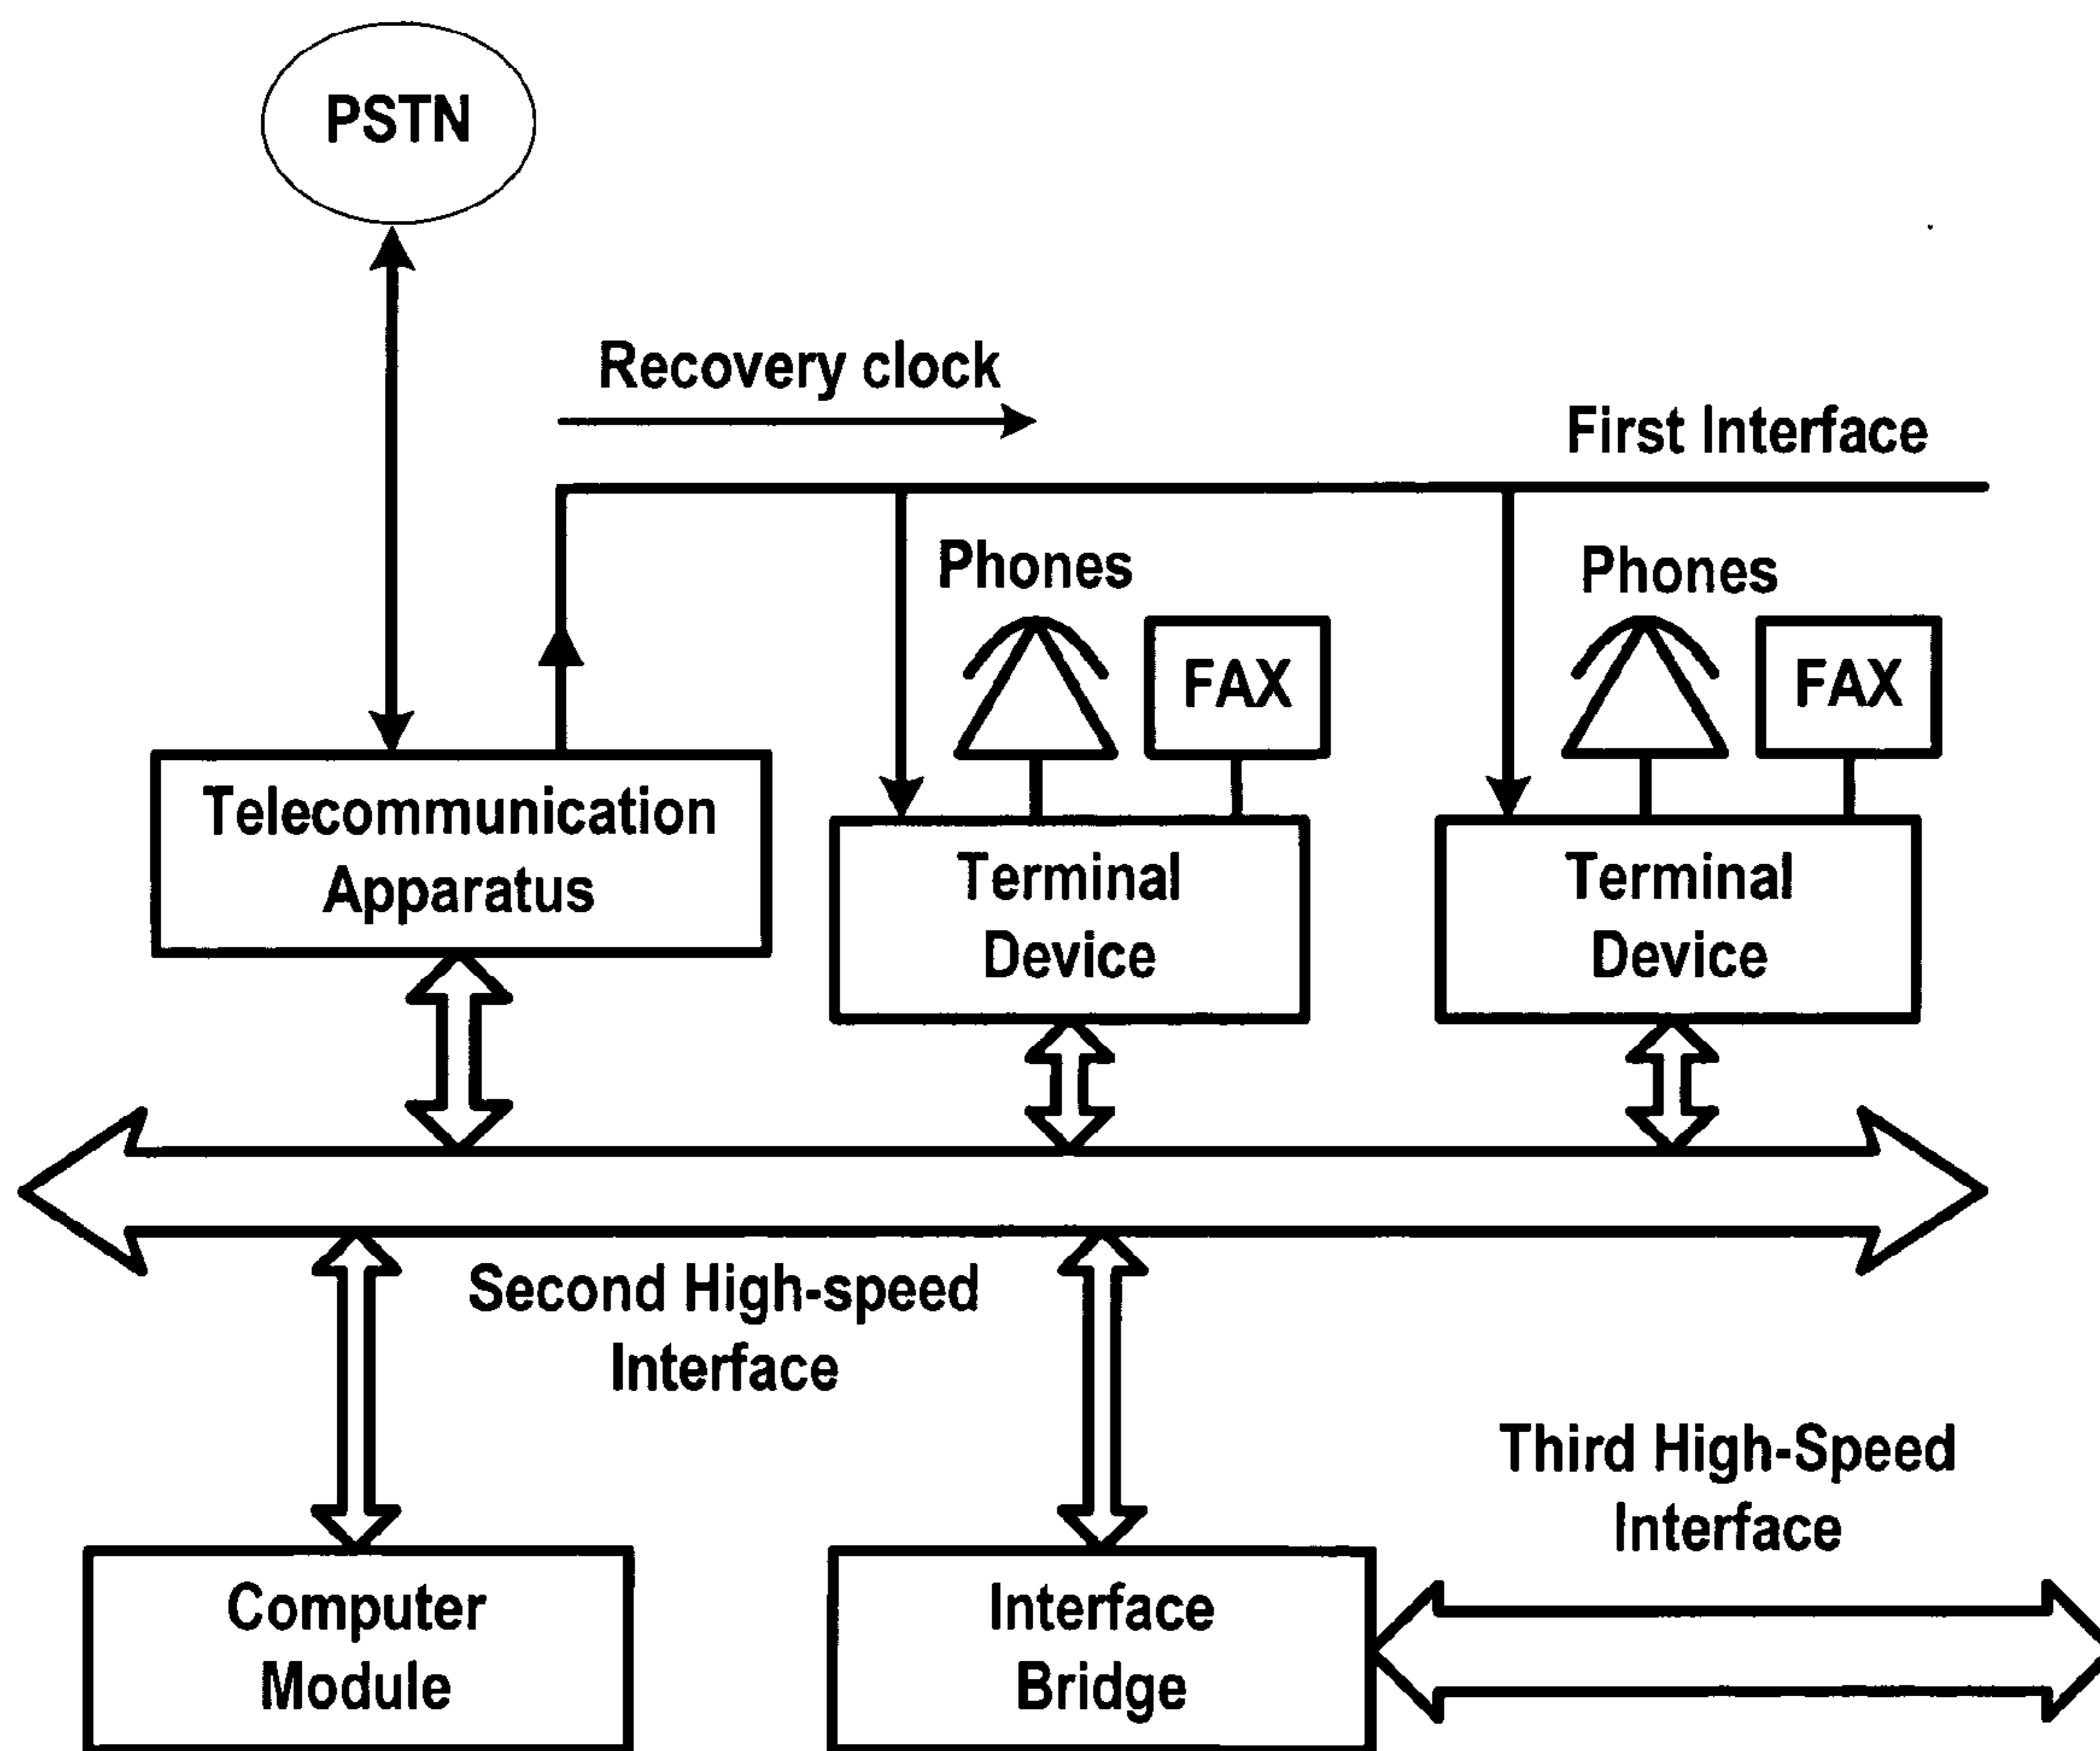 PSTN
Recovery clock
First Interface
Phones
Phones
FAX
FAX
Telecommunication
Apparatus
Terminal
Device
Terminal
Device
Second High-speed
Interface
Third High-Speed
Interface
Computer
Module
Interface
Bridge